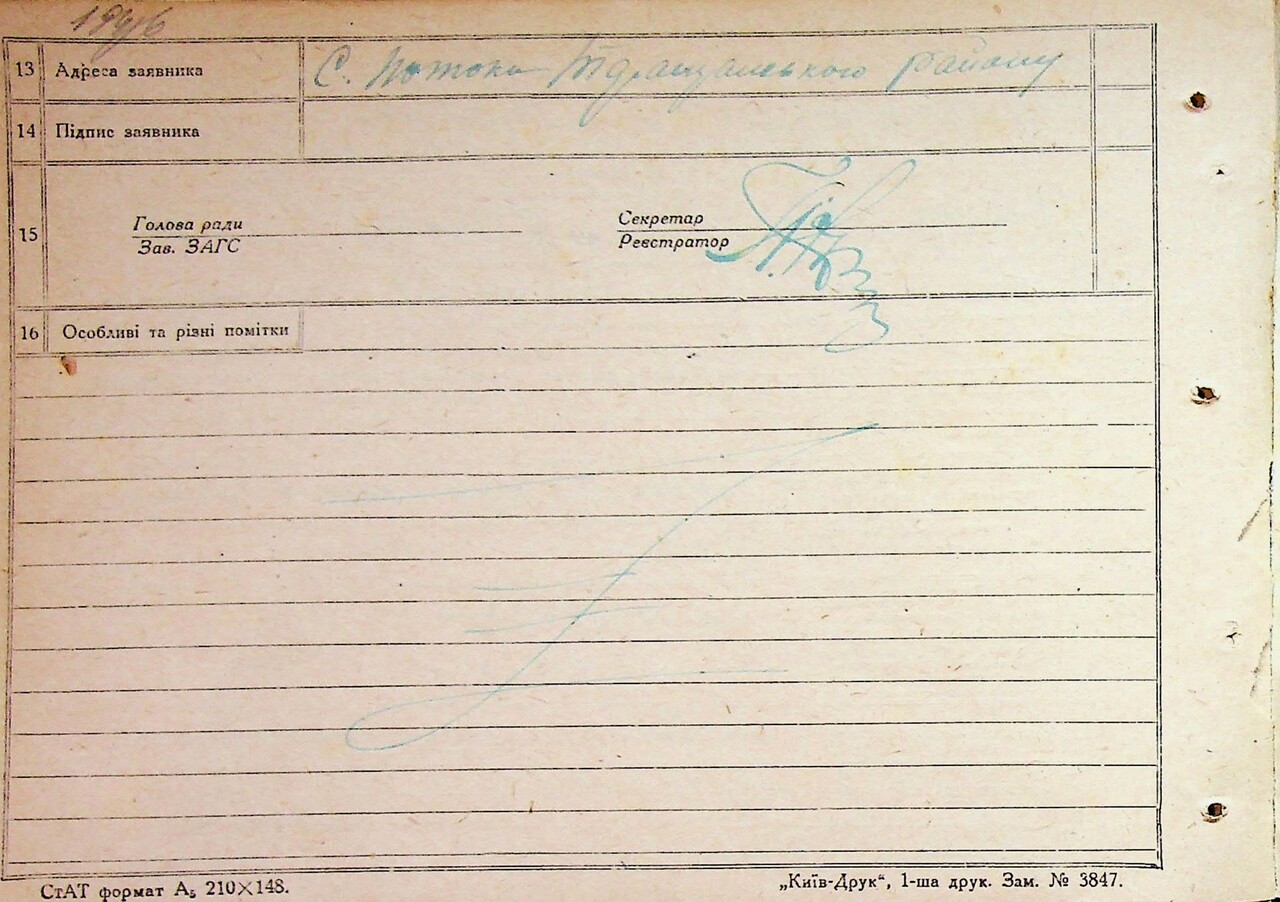 13 Адреса заявника С. Потоки району
14 Підпис заявника
15
Голова ради
Зав. ЗАГС
Секретар
Реєстратор
16 Особливі та різні помітки
СтАТ формат А₅ 210×148.
„Київ-Друк“, 1-ша друк. Зам. № 3847.